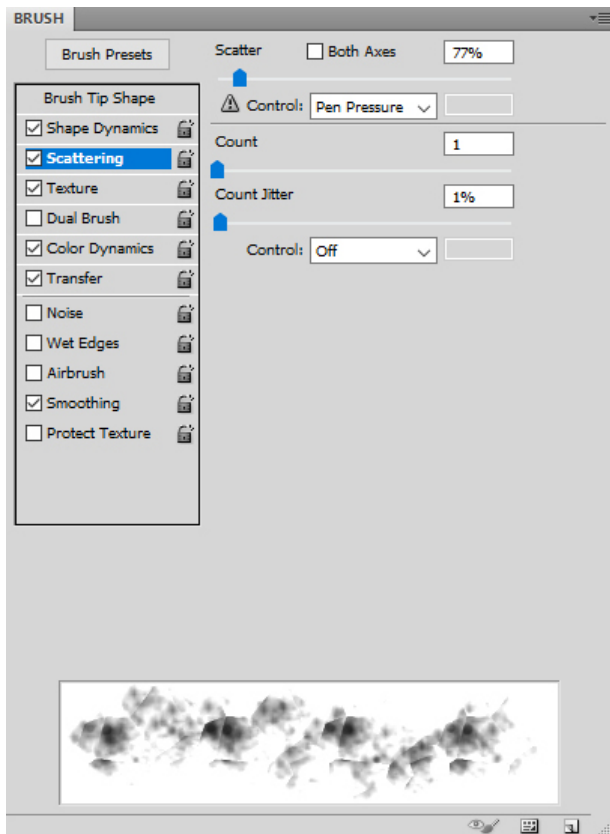 BRUSH
Brush Presets
Scatter Both Axes 77%
Control: Pen Pressure
Count 1
Count Jitter 1%
Control: Off
Brush Tip Shape
Shape Dynamics
Scattering
Texture
Dual Brush
Color Dynamics
Transfer
Noise
Wet Edges
Airbrush
Smoothing
Protect Texture